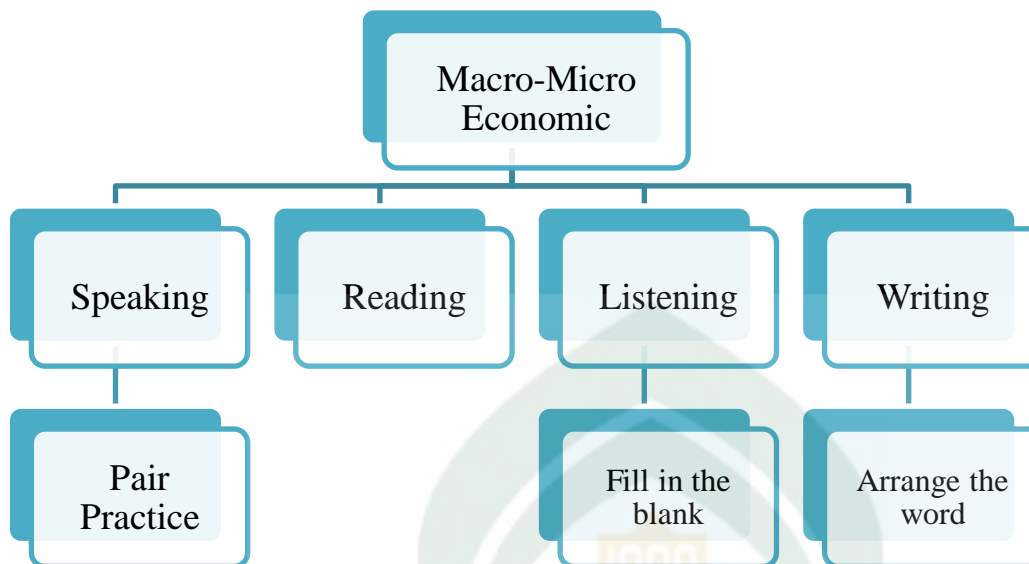 Macro-Micro
Economic
Speaking
Reading
Listening
Writing
Pair
Practice
Fill in the
blank
Arrange the
word